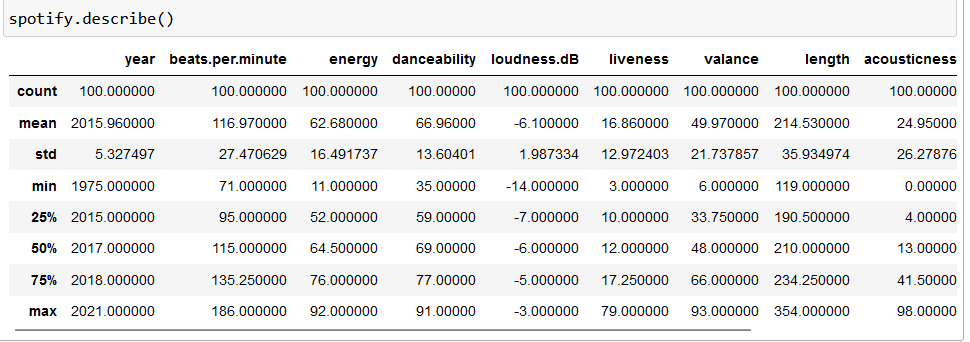 spotify.describe()
year beats.per.minute energy danceability loudness.dB liveness valance length acousticness
count 100.000000 100.000000 100.000000 100.00000 100.000000 100.000000 100.000000 100.000000 100.00000
mean 2015.960000 116.970000 62.680000 66.96000 -6.100000 16.860000 49.970000 214.530000 24.95000
std 5.327497 27.470629 16.491737 13.60401 1.987334 12.972403 21.737857 35.934974 26.27876
min 1975.000000 71.000000 11.000000 35.00000 -14.000000 3.000000 6.000000 119.000000 0.00000
25% 2015.000000 95.000000 52.000000 59.00000 -7.000000 10.000000 33.750000 190.500000 4.00000
50% 2017.000000 115.000000 64.500000 69.00000 -6.000000 12.000000 48.000000 210.000000 13.00000
75% 2018.000000 135.250000 76.000000 77.00000 -5.000000 17.250000 66.000000 234.250000 41.50000
max 2021.000000 186.000000 92.000000 91.00000 -3.000000 79.000000 93.000000 354.000000 98.00000